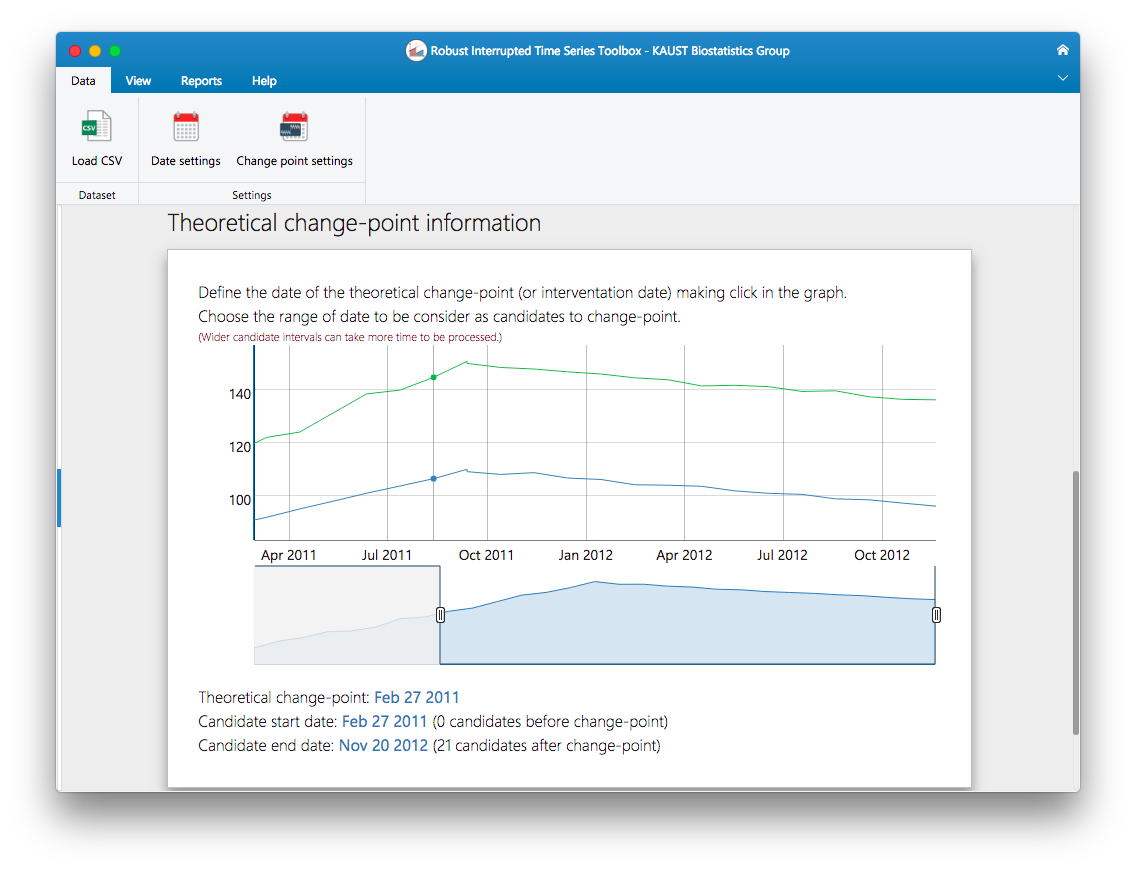 Robust Interrupted Time Series Toolbox - KAUST Biostatistics Group
Data View Reports Help
CSV
Load CSV Date settings Change point settings
Dataset Settings
Theoretical change-point information
Define the date of the theoretical change-point (or interventation date) making click in the graph.
Choose the range of date to be consider as candidates to change-point.
(Wider candidate intervals can take more time to be processed.)
140
120
100
Apr 2011 Jul 2011 Oct 2011 Jan 2012 Apr 2012 Jul 2012 Oct 2012
Theoretical change-point: Feb 27 2011
Candidate start date: Feb 27 2011 (0 candidates before change-point)
Candidate end date: Nov 20 2012 (21 candidates after change-point)